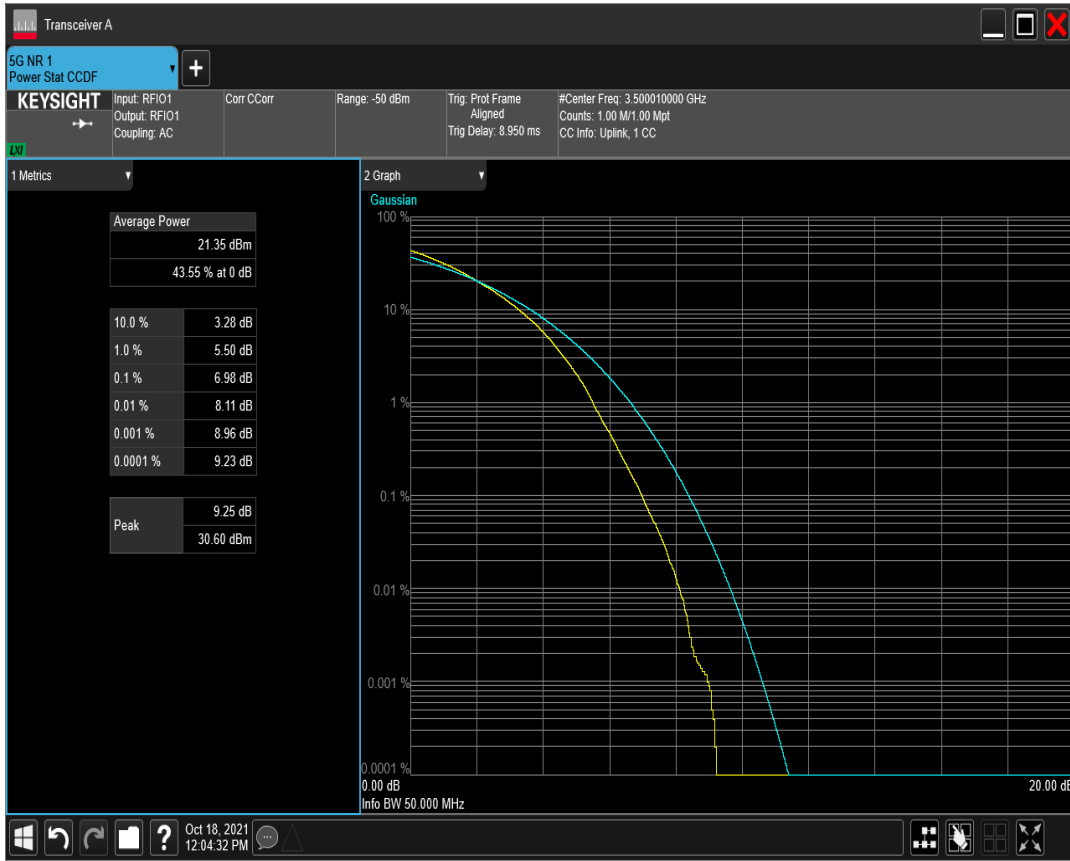 Transceiver A
5G NR 1
Power Stat CCDF
KEYSIGHT
LXI
Input: RFIO1
Output: RFIO1
Coupling: AC
Corr CCorr
Range: -50 dBm
Trig: Prot Frame
Aligned
Trig Delay: 8.950 ms
#Center Freq: 3.500010000 GHz
Counts: 1.00 M/1.00 Mpt
CC Info: Uplink, 1 CC
1 Metrics
Average Power
21.35 dBm
43.55 % at 0 dB
10.0 % 3.28 dB
1.0 % 5.50 dB
0.1 % 6.98 dB
0.01 % 8.11 dB
0.001 % 8.96 dB
0.0001 % 9.23 dB
Peak
9.25 dB
30.60 dBm
2 Graph
Gaussian
100 %
10 %
1 %
0.1 %
0.01 %
0.001 %
0.0001 %
0.00 dB 20.00 dB
Info BW 50.000 MHz
?
Oct 18, 2021
12:04:32 PM